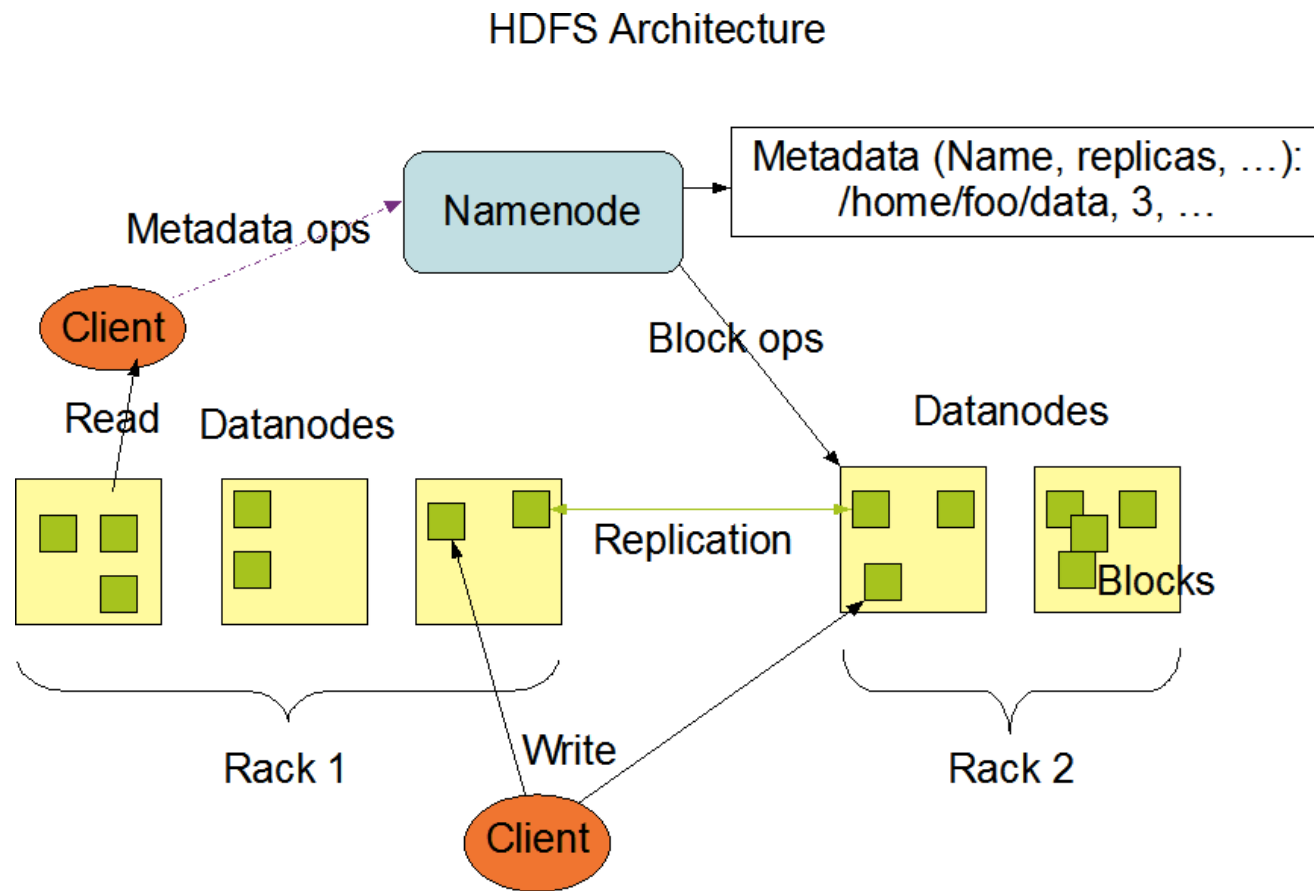 HDFS Architecture
Metadata (Name, replicas, …):
/home/foo/data, 3, …
Namenode
Metadata ops
Client
Block ops
Read
Datanodes
Datanodes
Replication
Blocks
Rack 1
Write
Rack 2
Client